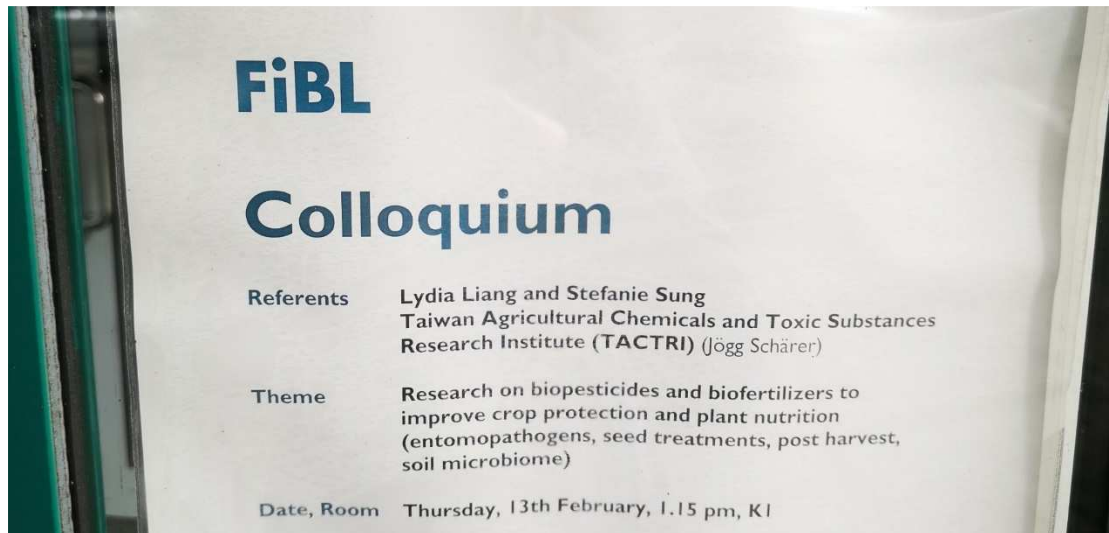 FiBL
Colloquium
Referents Lydia Liang and Stefanie Sung
Taiwan Agricultural Chemicals and Toxic Substances
Research Institute (TACTRI) (Jögg Schärer)
Theme Research on biopesticides and biofertilizers to
improve crop protection and plant nutrition
(entomopathogens, seed treatments, post harvest,
soil microbiome)
Date, Room Thursday, 13th February, 1.15 pm, K1